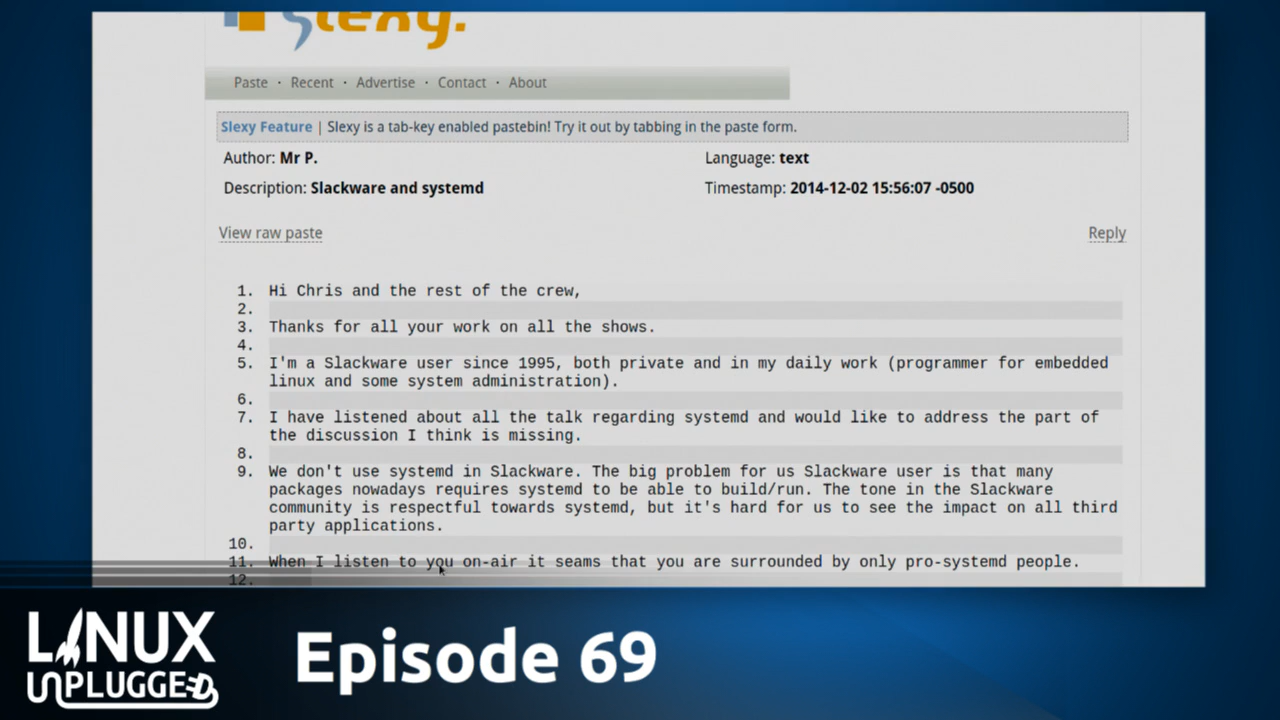 slexy.
Paste · Recent · Advertise · Contact · About
Slexy Feature | Slexy is a tab-key enabled pastebin! Try it out by tabbing in the paste form.
Author: Mr P.
Language: text
Description: Slackware and systemd
Timestamp: 2014-12-02 15:56:07 -0500
View raw paste
Reply
1. Hi Chris and the rest of the crew,
2.
3. Thanks for all your work on all the shows.
4.
5. I'm a Slackware user since 1995, both private and in my daily work (programmer for embedded
linux and some system administration).
6.
7. I have listened about all the talk regarding systemd and would like to address the part of
the discussion I think is missing.
8.
9. We don't use systemd in Slackware. The big problem for us Slackware user is that many
packages nowadays requires systemd to be able to build/run. The tone in the Slackware
community is respectful towards systemd, but it's hard for us to see the impact on all third
party applications.
10.
11. When I listen to you on-air it seams that you are surrounded by only pro-systemd people.
12.
LINUX
UNPLUGGED
Episode 69